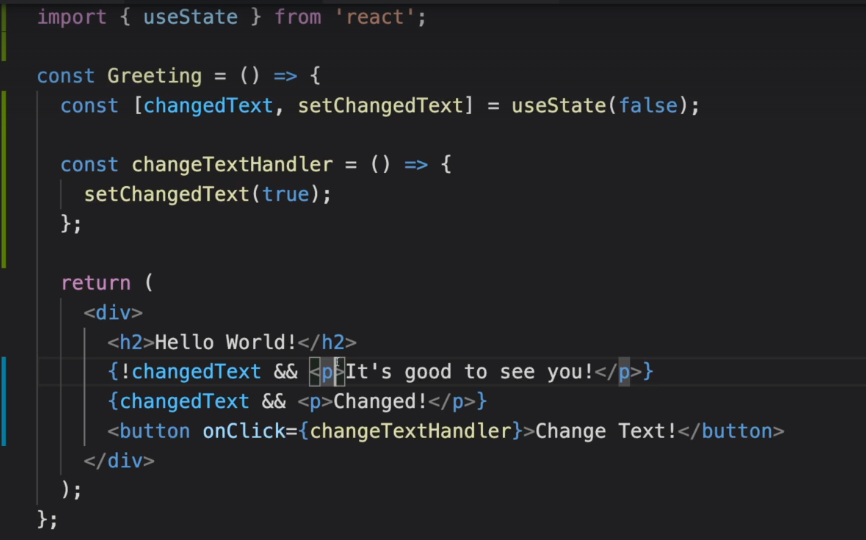 import { useState } from 'react';
const Greeting = () => {
const [changedText, setChangedText] = useState(false);
const changeTextHandler = () => {
setChangedText(true);
};
return (
<div>
<h2>Hello World!</h2>
{!changedText && <p>It's good to see you!</p>}
{changedText && <p>Changed!</p>}
<button onClick={changeTextHandler}>Change Text!</button>
</div>
);
};